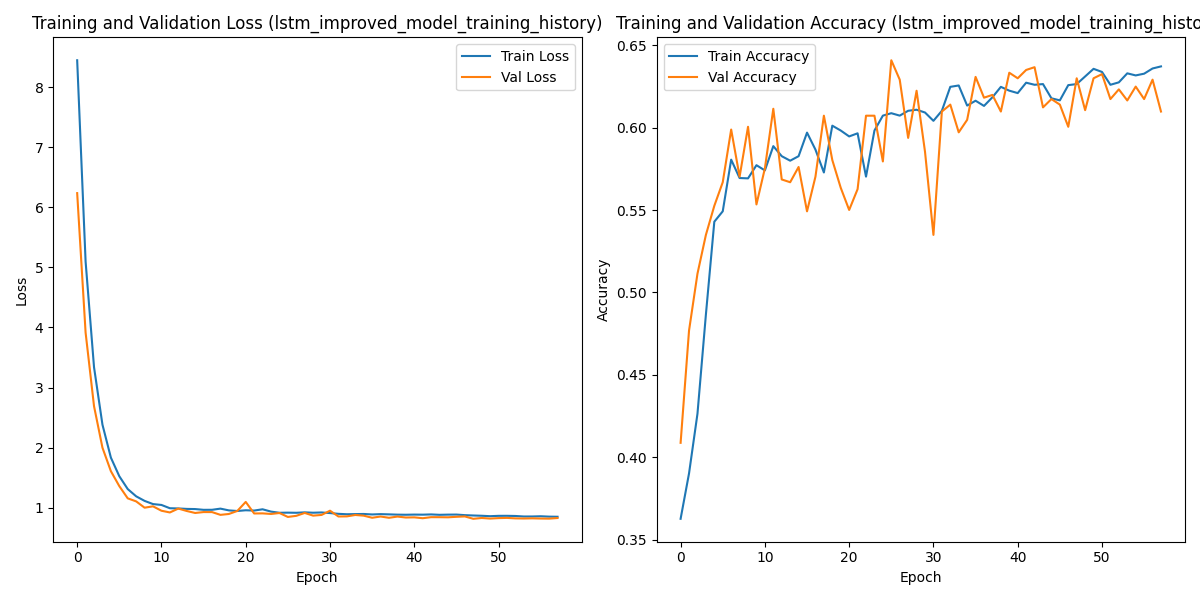 Training and Validation Loss (lstm_improved_model_training_history)
Train Loss
Val Loss
8
7
6
5
4
3
2
1
Loss
0 10 20 30 40 50
Epoch
Training and Validation Accuracy (lstm_improved_model_training_histo
Train Accuracy
Val Accuracy
0.65
0.60
0.55
0.50
0.45
0.40
0.35
Accuracy
0 10 20 30 40 50
Epoch